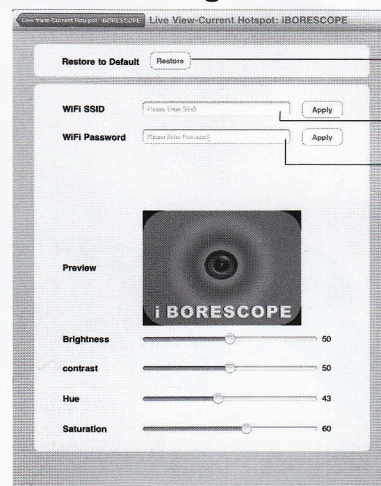 Live View-Current Hotspot: iBORESCOPE Live View-Current Hotspot: iBORESCOPE
Restore to Default Restore
WiFi SSID Please Enter SSID Apply
WiFi Password Please Enter Password Apply
Preview
i BORESCOPE
Brightness 50
contrast 50
Hue 43
Saturation 60